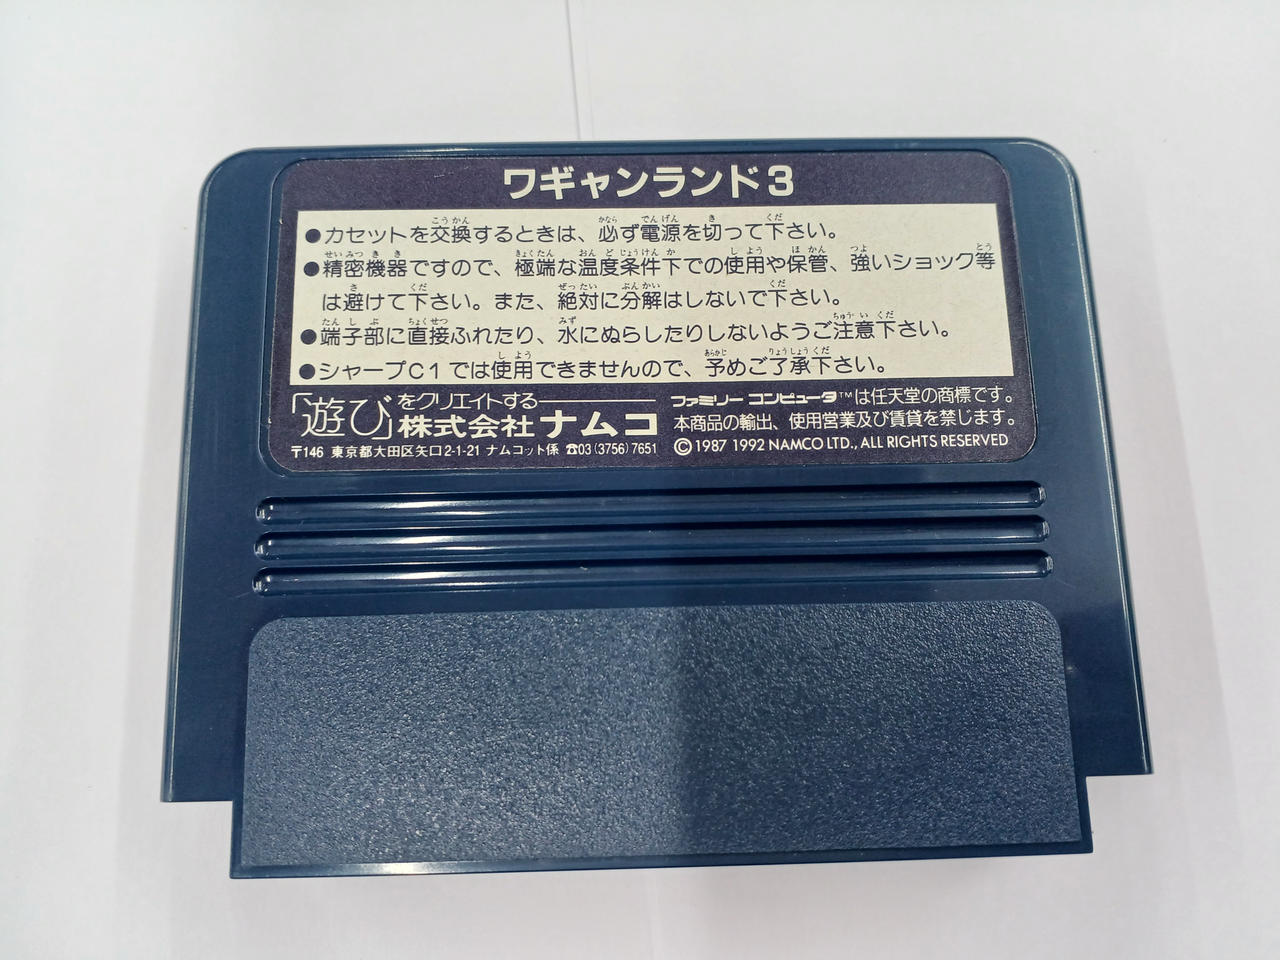 ワギャンランド3
●カセットを交換するときは、必ず電源を切って下さい。
●精密機器ですので、極端な温度条件下での使用や保管、強いショック等
は避けて下さい。また、絶対に分解はしないで下さい。
●端子部に直接ふれたり、水にぬらしたりしないようご注意下さい。
●シャープC1では使用できませんので、予めご了承下さい。
「遊び」をクリエイトする
株式会社ナムコ
〒146 東京都大田区矢口2-1-21 ナムコット係 ☎03(3756)7651
ファミリー コンピュータ™は任天堂の商標です。
本商品の輸出、使用営業及び賃貸を禁じます。
©1987 1992 NAMCO LTD., ALL RIGHTS RESERVED